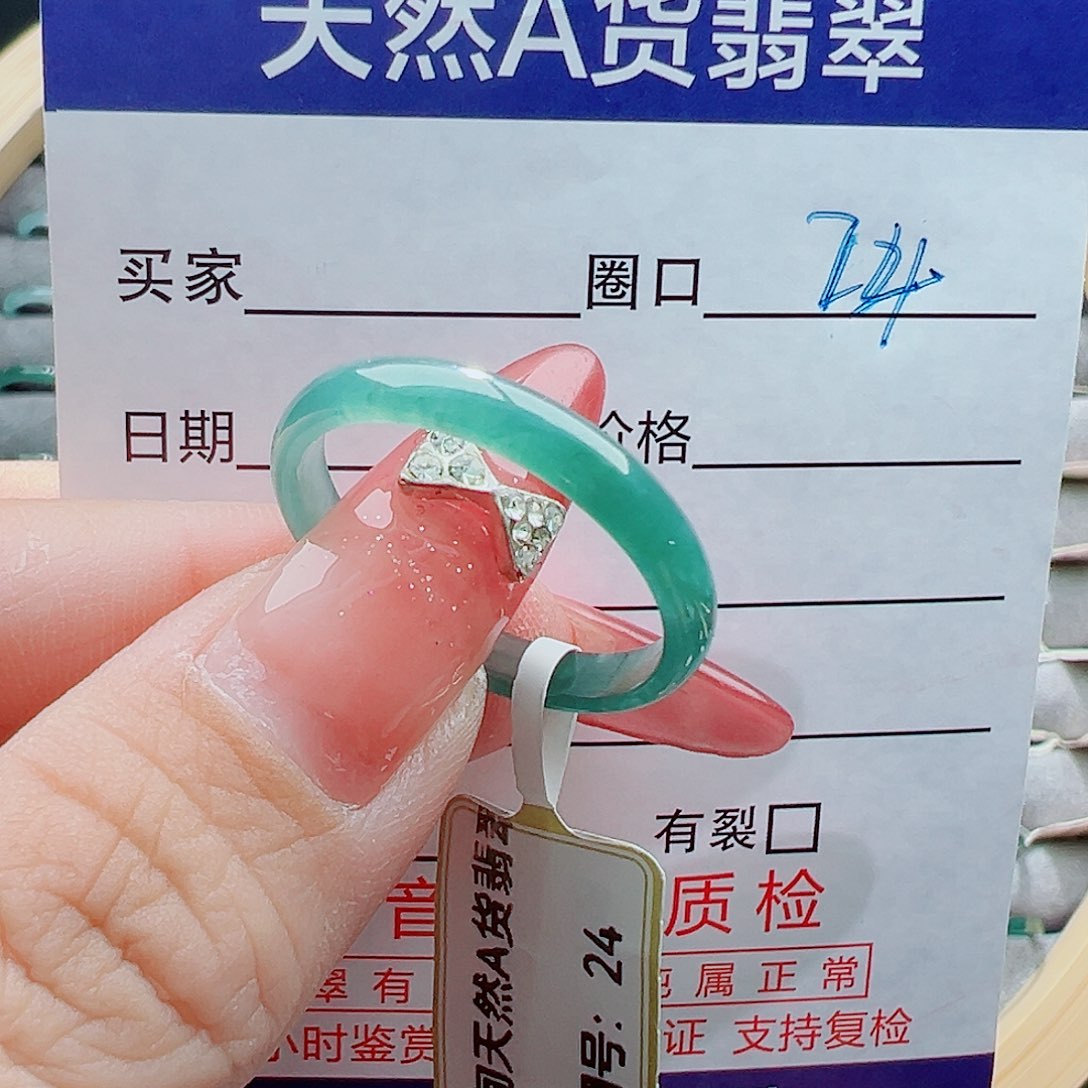 天然A货翡翠
买家 圈口 24
日期 价格
有裂□
音 质检
翠有 属正常
小时鉴赏 证 支持复检
天然A货翡翠
号: 24